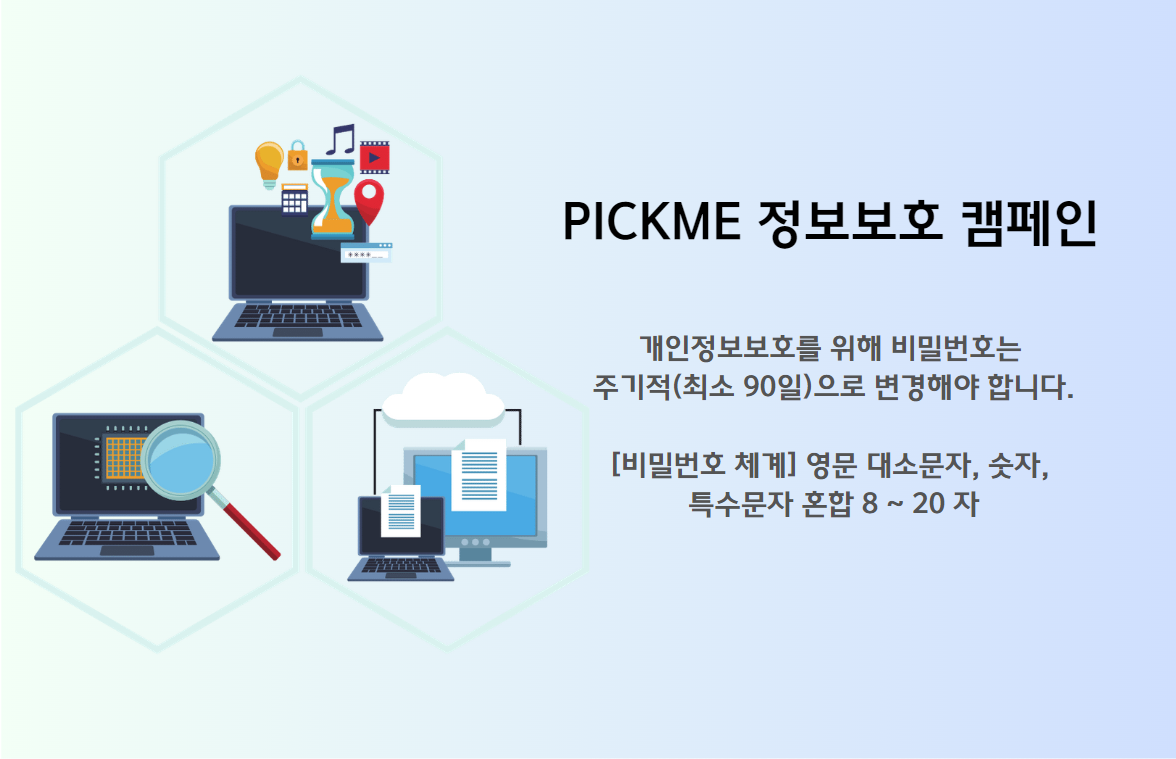 PICKME 정보보호 캠페인
개인정보보호를 위해 비밀번호는
주기적(최소 90일)으로 변경해야 합니다.
[비밀번호 체계] 영문 대소문자, 숫자,
특수문자 혼합 8 ~ 20 자